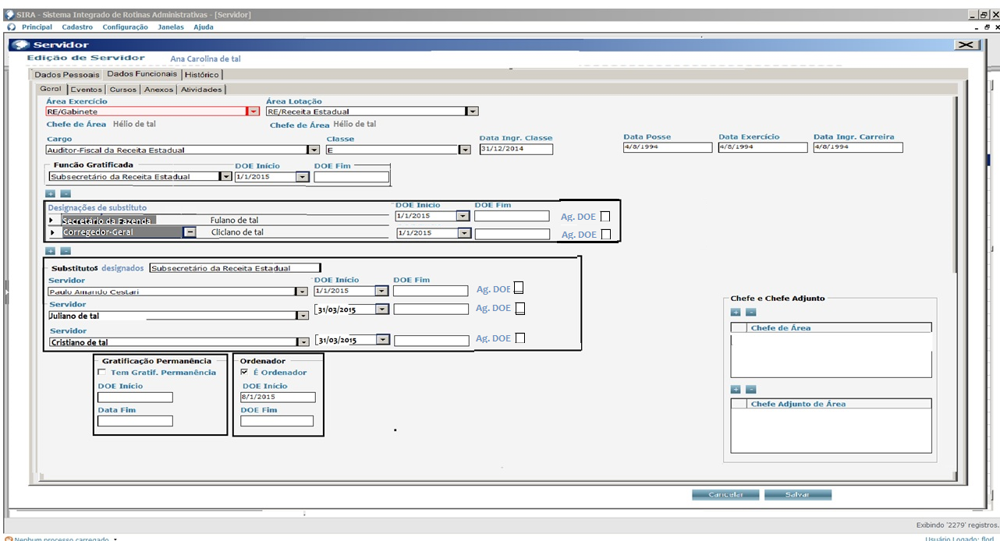 SIRA - Sistema Integrado de Rotinas Administrativas - [Servidor]
Principal Cadastro Configuração Janelas Ajuda
Servidor
Edição de Servidor Ana Carolina de tal
Dados Pessoais Dados Funcionais Histórico
Geral Eventos Cursos Anexos Atividades
Área Exercício Área Lotação
RE/Gabinete RE/Receita Estadual
Chefe de Área Hélio de tal Chefe de Área Hélio de tal
Cargo Classe Data Ingr. Classe Data Posse Data Exercício Data Ingr. Carreira
Auditor-Fiscal da Receita Estadual E 31/12/2014 4/8/1994 4/8/1994 4/8/1994
Funcão Gratificada DOE Início DOE Fim
Subsecretário da Receita Estadual 1/1/2015
+ -
Designações de substituto DOE Inicio DOE Fim
Secretário da Fazenda Fulano de tal 1/1/2015 Ag. DOE
Corregedor-Geral Cliclano de tal 1/1/2015 Ag. DOE
+ -
Substitutos designados Subsecretário da Receita Estadual
Servidor DOE Início DOE Fim
Paulo Amando Cestari 1/1/2015 Ag. DOE
Servidor
Juliano de tal 31/03/2015 Ag. DOE
Servidor
Cristiano de tal 31/03/2015 Ag. DOE
Gratificação Permanência Ordenador
Tem Gratif. Permanência É Ordenador
DOE Início DOE Início
8/1/2015
Data Fim DOE Fim
Chefe e Chefe Adjunto
+ -
Chefe de Área
+ -
Chefe Adjunto de Área
Cancelar Salvar
Exibindo '2279' registros.
Nenhum processo carregado Usuário Logado: florl